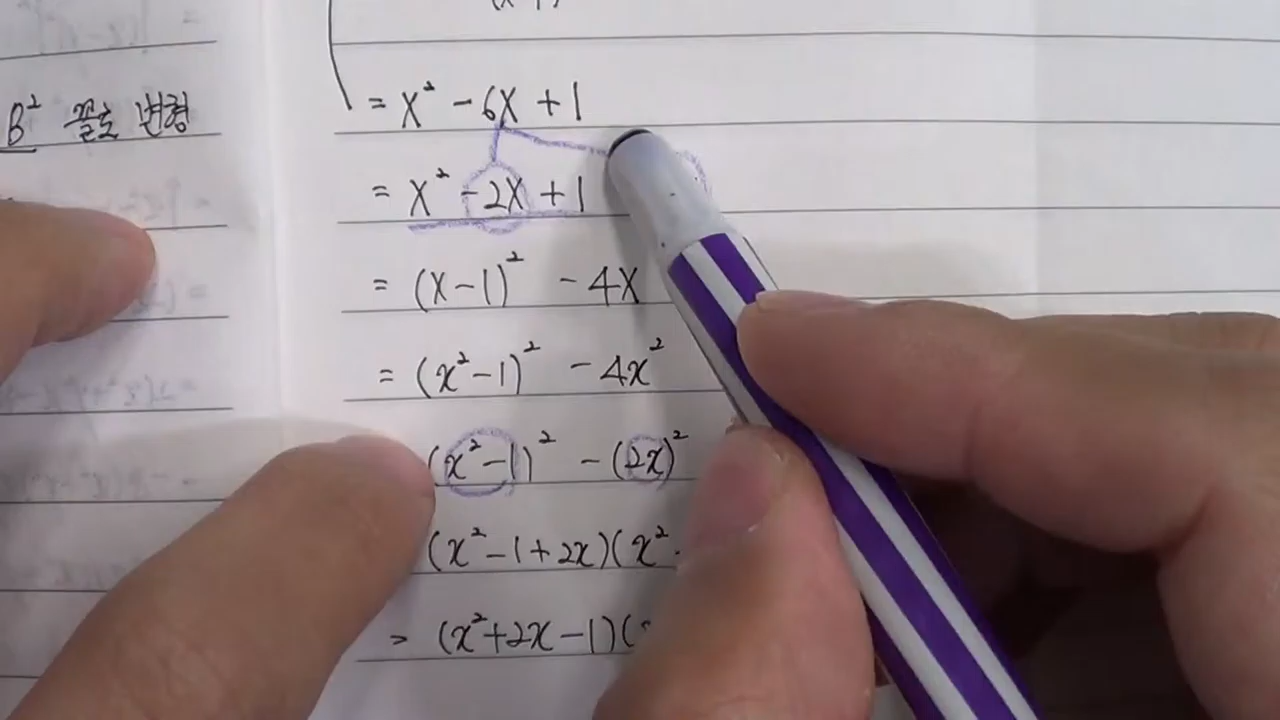 B² 꼴로 변형
= X² - 6X + 1
= X² - 2X + 1
= (X-1)² - 4X
= (x²-1)² - 4x²
(x²-1)² - (2x)²
(x²-1+2x)(x²-
= (x²+2x-1)(